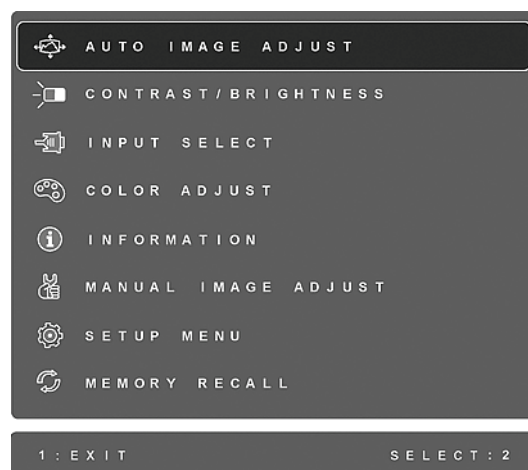 AUTO IMAGE ADJUST
CONTRAST/BRIGHTNESS
INPUT SELECT
COLOR ADJUST
INFORMATION
MANUAL IMAGE ADJUST
SETUP MENU
MEMORY RECALL
1:EXIT SELECT:2